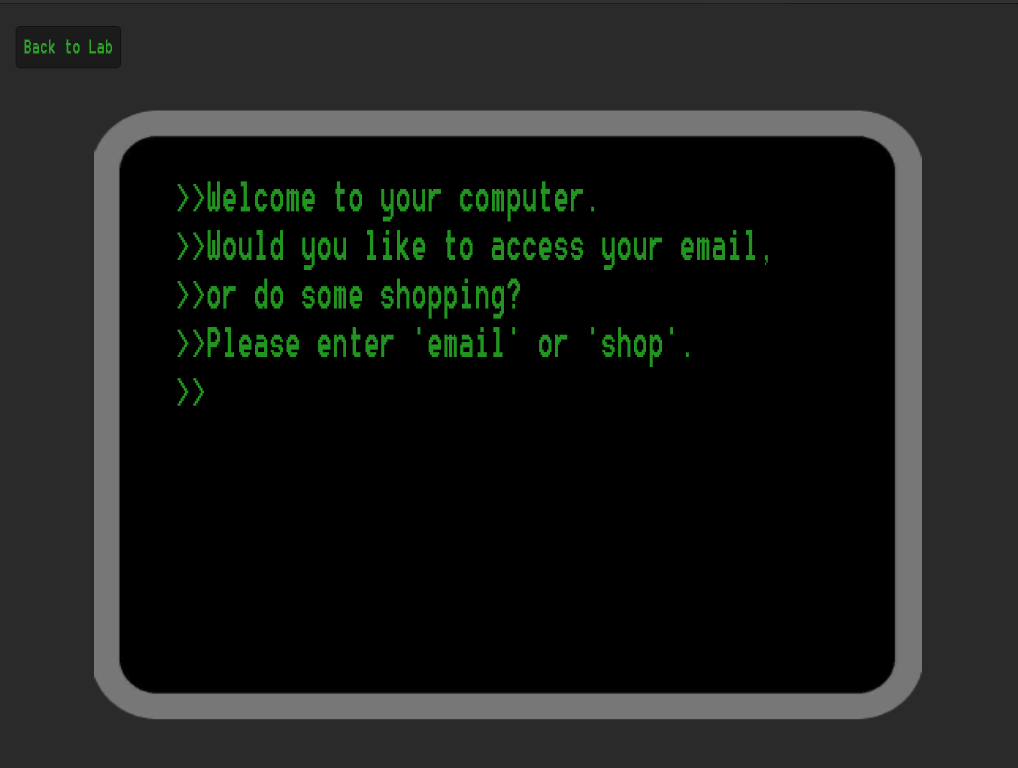 Back to Lab
>>Welcome to your computer.
>>Would you like to access your email,
>>or do some shopping?
>>Please enter 'email' or 'shop'.
>>